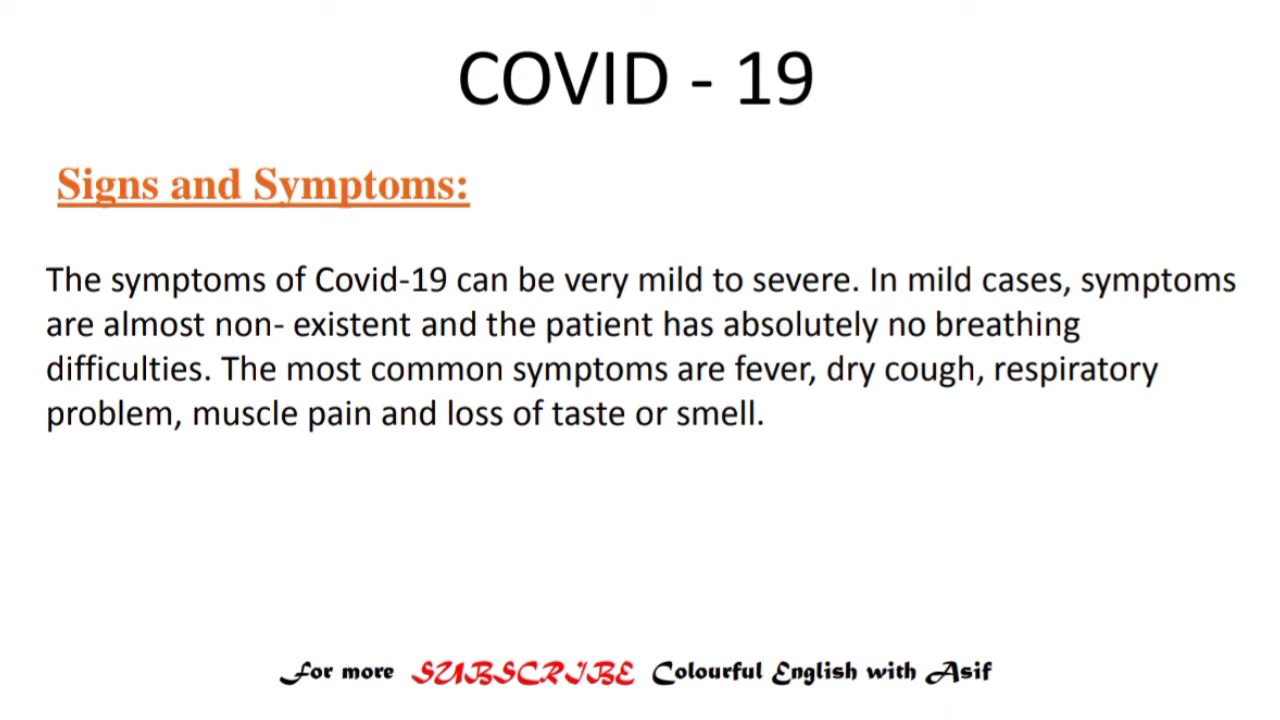 COVID - 19
Signs and Symptoms:
The symptoms of Covid-19 can be very mild to severe. In mild cases, symptoms
are almost non- existent and the patient has absolutely no breathing
difficulties. The most common symptoms are fever, dry cough, respiratory
problem, muscle pain and loss of taste or smell.
For more SUBSCRIBE Colourful English with Asif